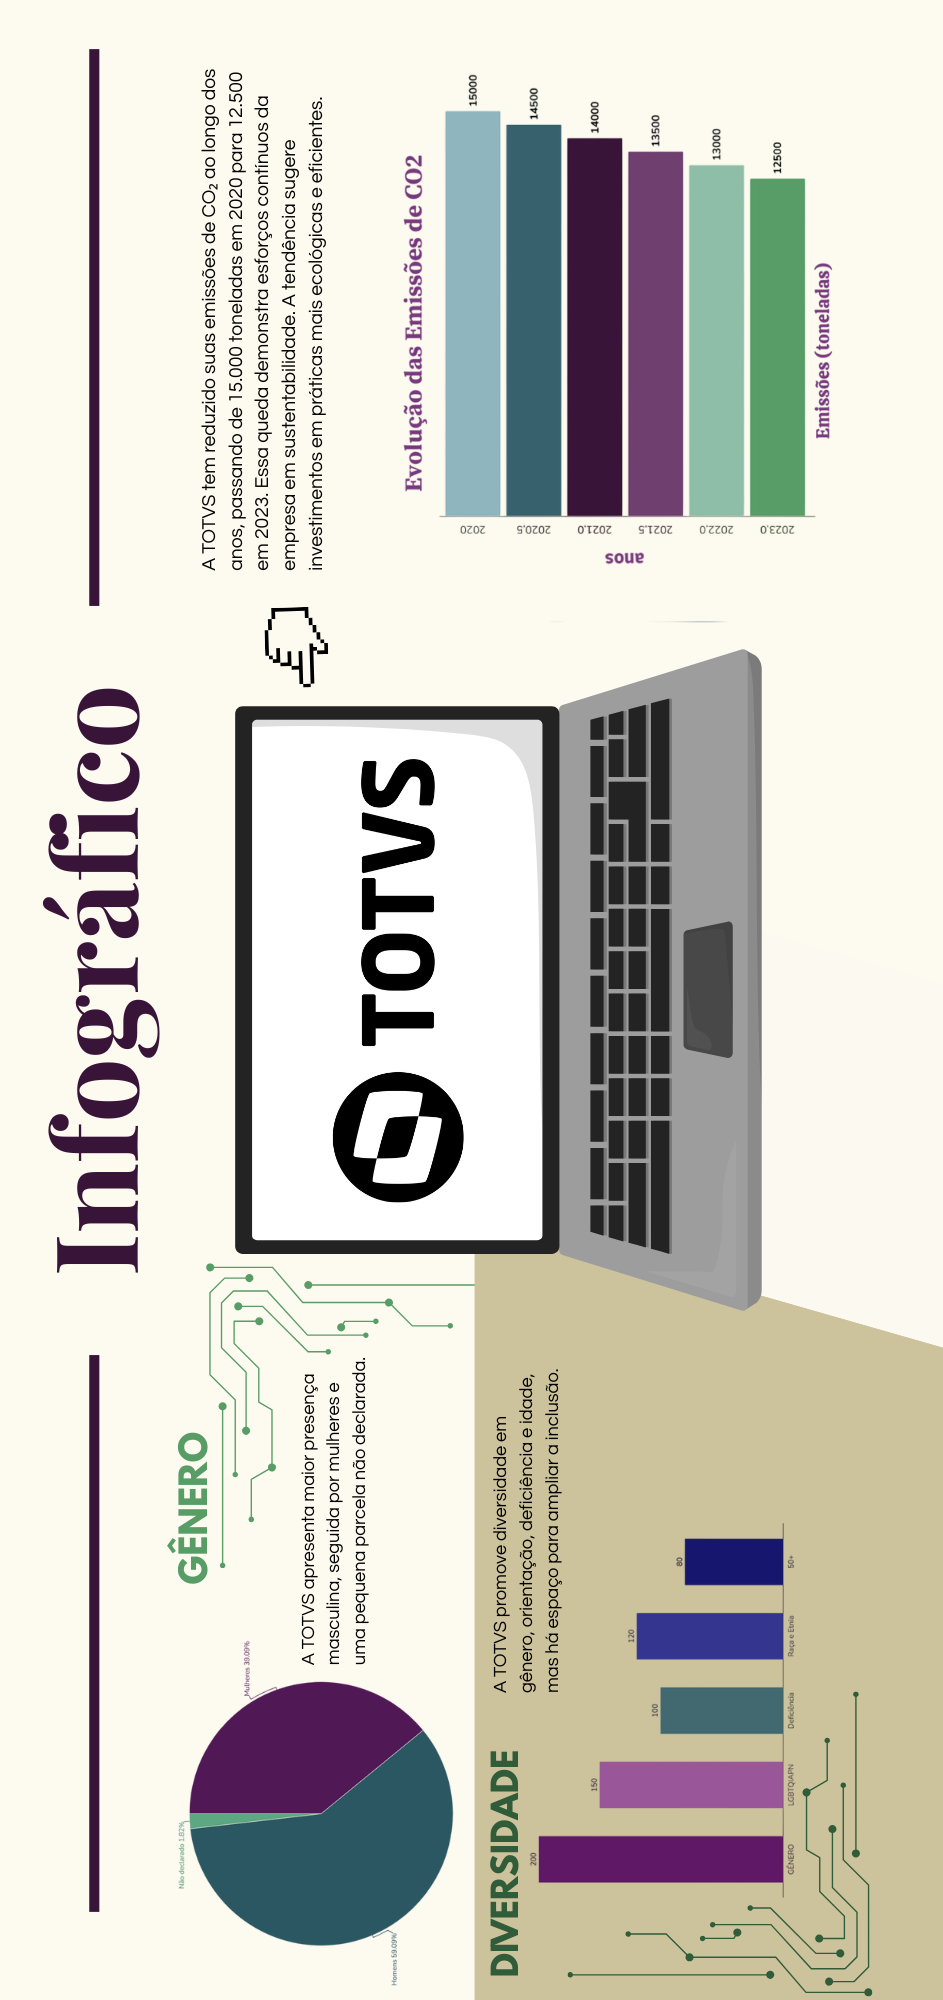 Infográfico
GÊNERO
A TOTVS apresenta maior presença
masculina, seguida por mulheres e
uma pequena parcela não declarada.
Não declarado 1.82%
Mulheres 39.09%
Homens 59.09%
DIVERSIDADE
A TOTVS promove diversidade em
gênero, orientação, deficiência e idade,
mas há espaço para ampliar a inclusão.
200
150
100
120
80
GÊNERO
LGBTQIAPN
Deficiência
Raça e Etnia
50+
TOTVS
A TOTVS tem reduzido suas emissões de CO₂ ao longo dos
anos, passando de 15.000 toneladas em 2020 para 12.500
em 2023. Essa queda demonstra esforços contínuos da
empresa em sustentabilidade. A tendência sugere
investimentos em práticas mais ecológicas e eficientes.
Evolução das Emissões de CO2
2020
15000
2020,5
14500
2021,0
14000
2021,5
13500
2022,0
13000
2023,0
12500
anos
Emissões (toneladas)